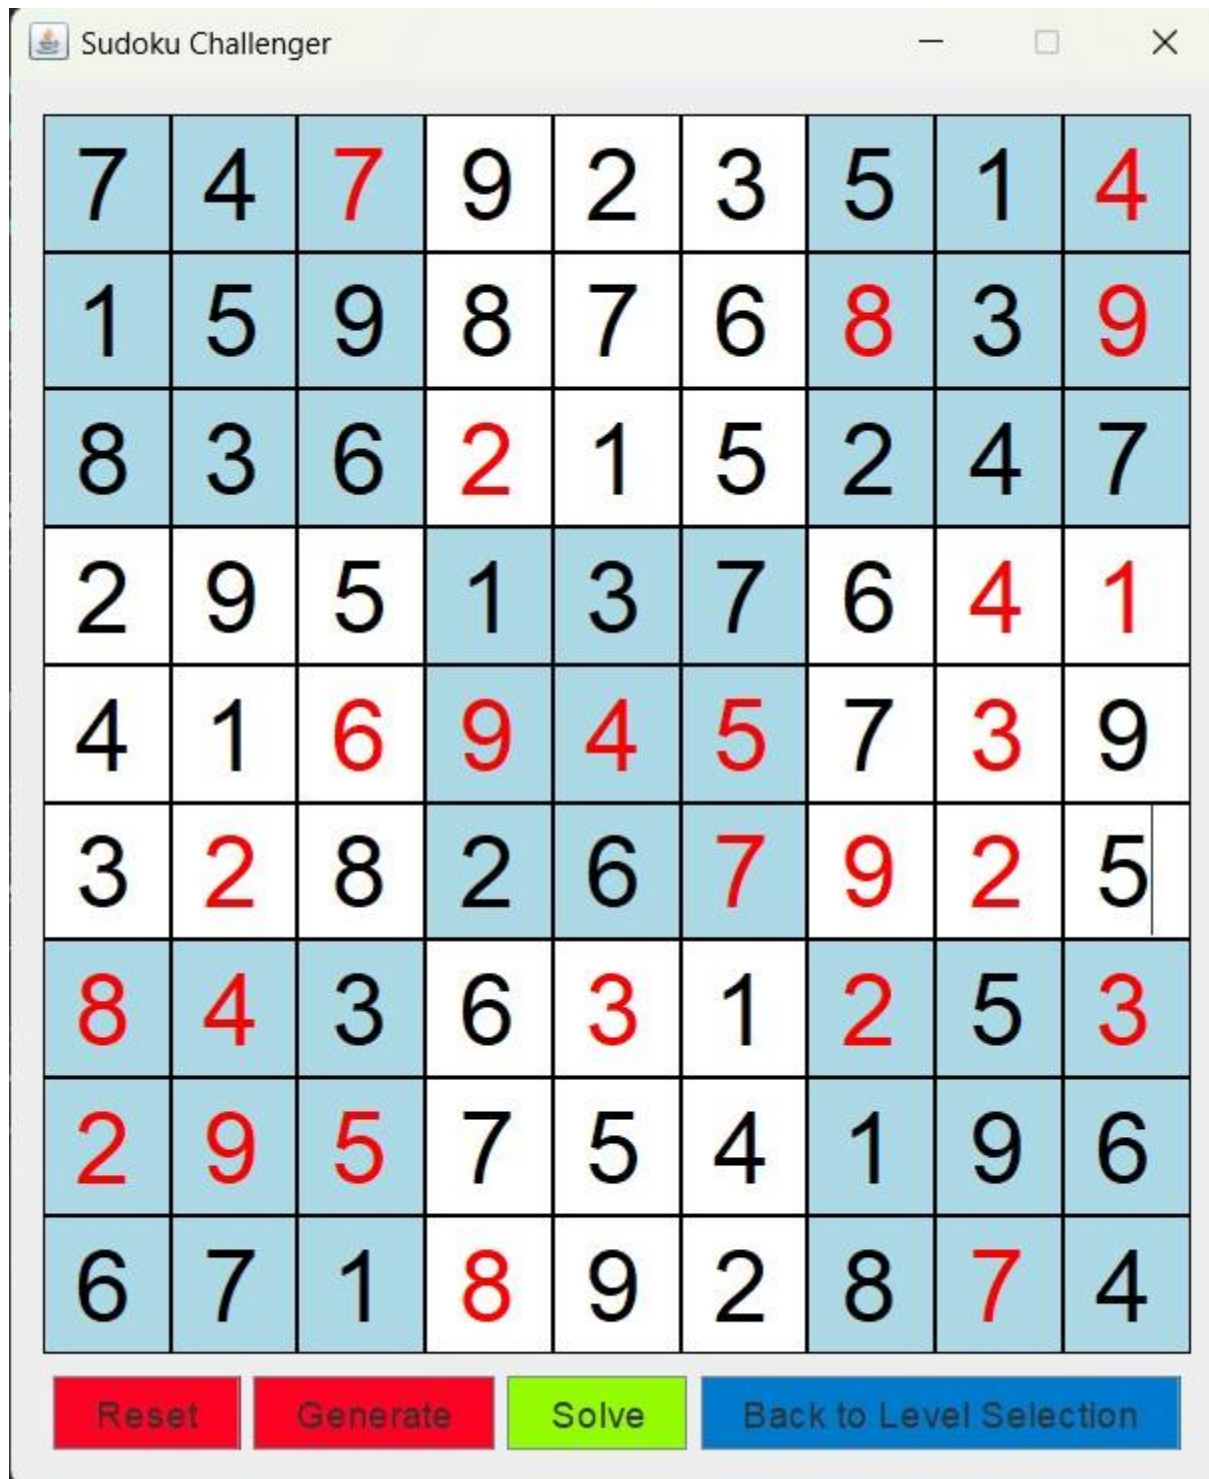 Sudoku Challenger
7 4 7 9 2 3 5 1 4
1 5 9 8 7 6 8 3 9
8 3 6 2 1 5 2 4 7
2 9 5 1 3 7 6 4 1
4 1 6 9 4 5 7 3 9
3 2 8 2 6 7 9 2 5
8 4 3 6 3 1 2 5 3
2 9 5 7 5 4 1 9 6
6 7 1 8 9 2 8 7 4
Reset Generate Solve Back to Level Selection